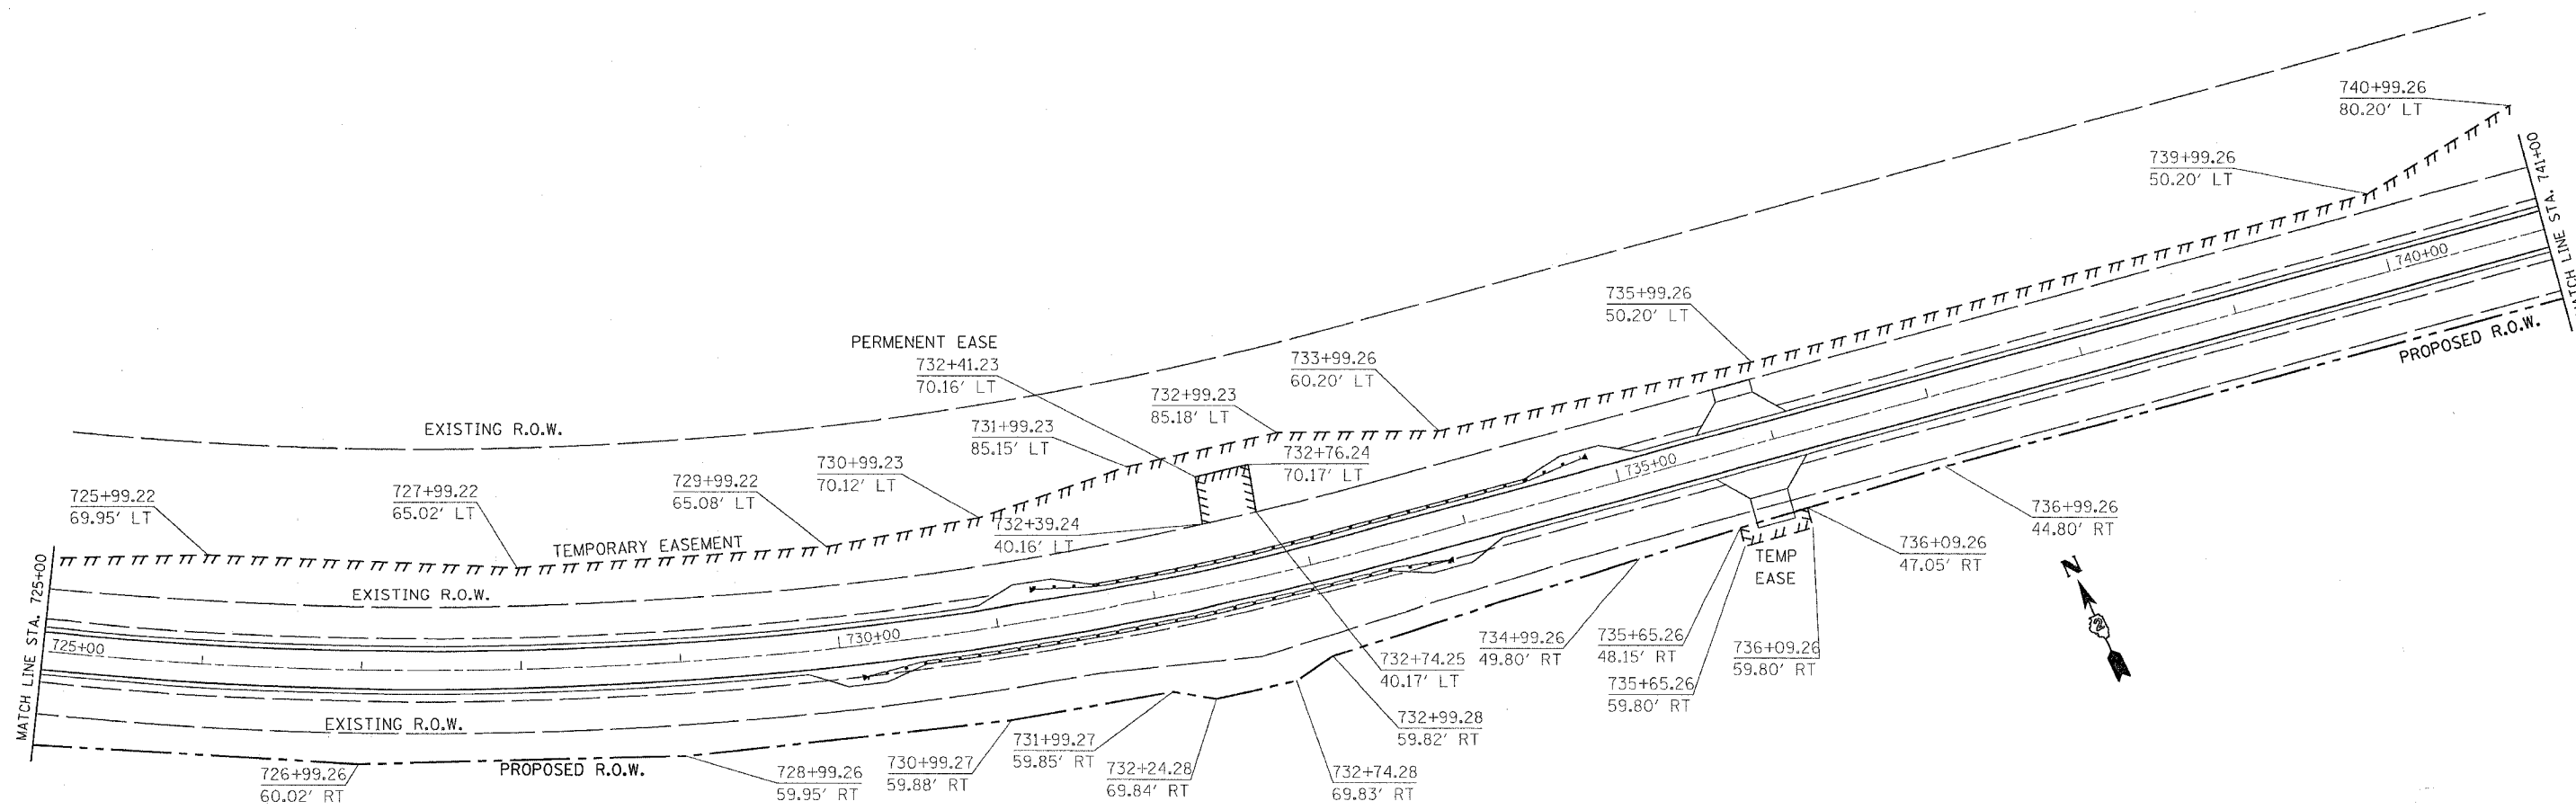 740+99.26
80.20' LT
739+99.26
50.20' LT
MATCH LINE STA. 741+00
740+00
735+99.26
50.20' LT
PROPOSED R.O.W.
PERMENENT EASE
732+41.23
70.16' LT
733+99.26
60.20' LT
732+99.23
85.18' LT
EXISTING R.O.W.
731+99.23
85.15' LT
732+76.24
70.17' LT
730+99.23
70.12' LT
735+00
729+99.22
65.08' LT
727+99.22
65.02' LT
725+99.22
69.95' LT
732+39.24
40.16' LT
736+99.26
44.80' RT
TEMPORARY EASEMENT
736+09.26
47.05' RT
TEMP
EASE
N
2
EXISTING R.O.W.
MATCH LINE STA. 725+00
725+00
730+00
734+99.26
49.80' RT
735+65.26
48.15' RT
736+09.26
59.80' RT
732+74.25
40.17' LT
735+65.26
59.80' RT
EXISTING R.O.W.
732+99.28
59.82' RT
731+99.27
59.85' RT
730+99.27
59.88' RT
732+24.28
69.84' RT
732+74.28
69.83' RT
PROPOSED R.O.W.
728+99.26
59.95' RT
726+99.26
60.02' RT